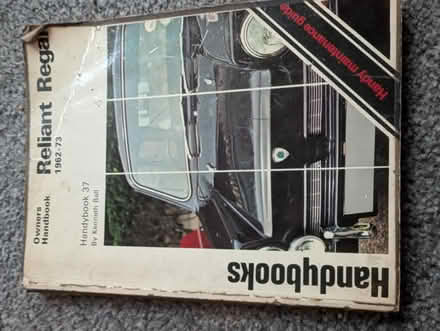 Owners
Handbook
Reliant Regal
1962-73
Handybook 37
By Kenneth Ball
Handy maintenance guide
Handybooks